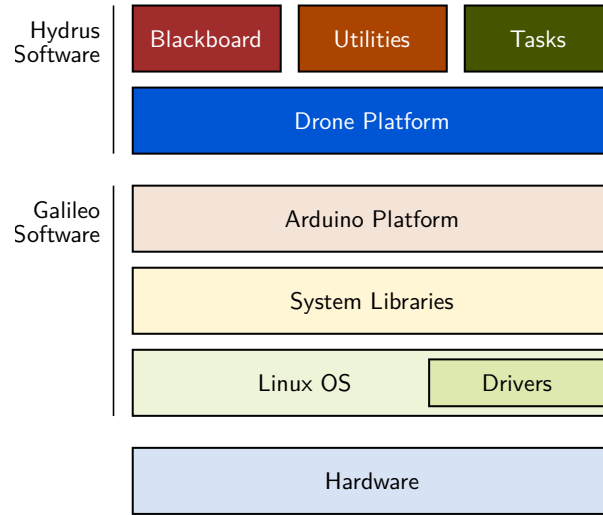 Hydrus
Software
Blackboard
Utilities
Tasks
Drone Platform
Galileo
Software
Arduino Platform
System Libraries
Linux OS
Drivers
Hardware